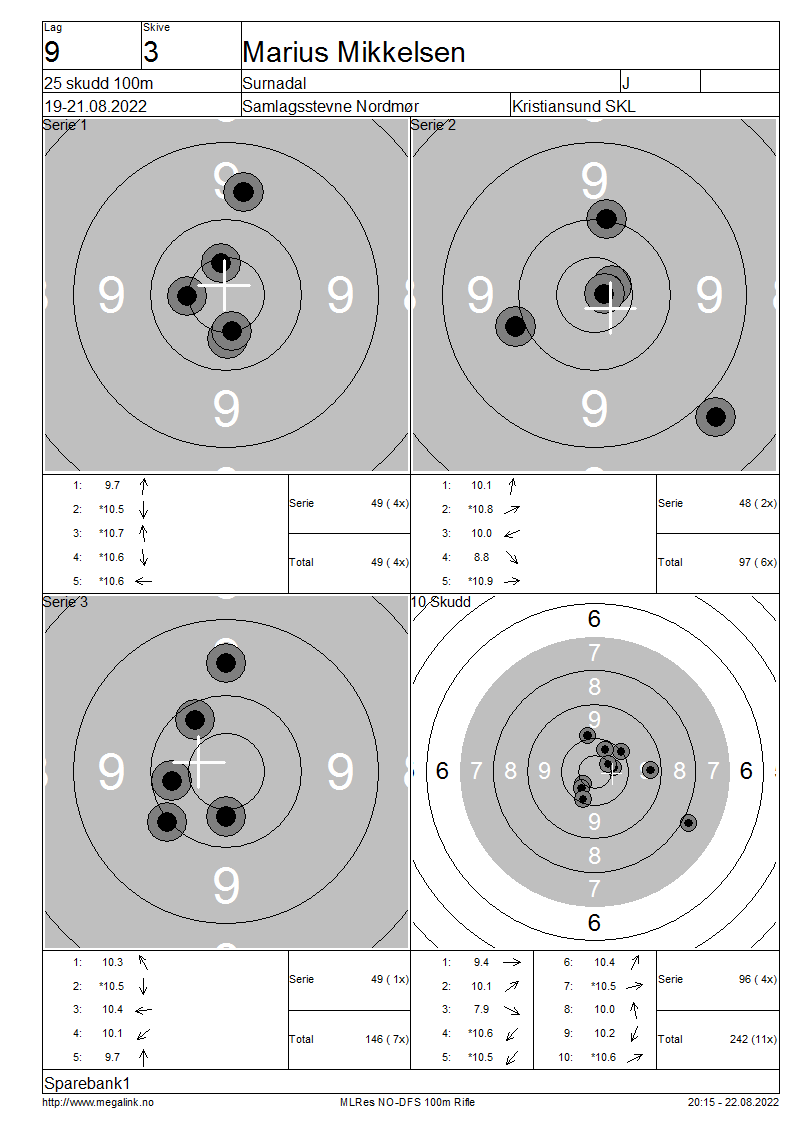 Lag Skive
9 3 Marius Mikkelsen
25 skudd 100m Surnadal J
19-21.08.2022 Samlagsstevne Nordmør Kristiansund SKL
Serie 1
9
9 9
9
Serie 2
9
9 9
9
1: 9.7
2: *10.5
3: *10.7
4: *10.6
5: *10.6
Serie 49 ( 4x)
Total 49 ( 4x)
1: 10.1
2: *10.8
3: 10.0
4: 8.8
5: *10.9
Serie 48 ( 2x)
Total 97 ( 6x)
Serie 3
9 9
9
10 Skudd
6
7
8
9
6 7 8 9 8 7 6
9
8
7
6
1: 10.3
2: *10.5
3: 10.4
4: 10.1
5: 9.7
Serie 49 ( 1x)
Total 146 ( 7x)
1: 9.4 6: 10.4
2: 10.1 7: *10.5
3: 7.9 8: 10.0
4: *10.6 9: 10.2
5: *10.5 10: *10.6
Serie 96 ( 4x)
Total 242 (11x)
Sparebank1
http://www.megalink.no MLRes NO-DFS 100m Rifle 20:15 - 22.08.2022